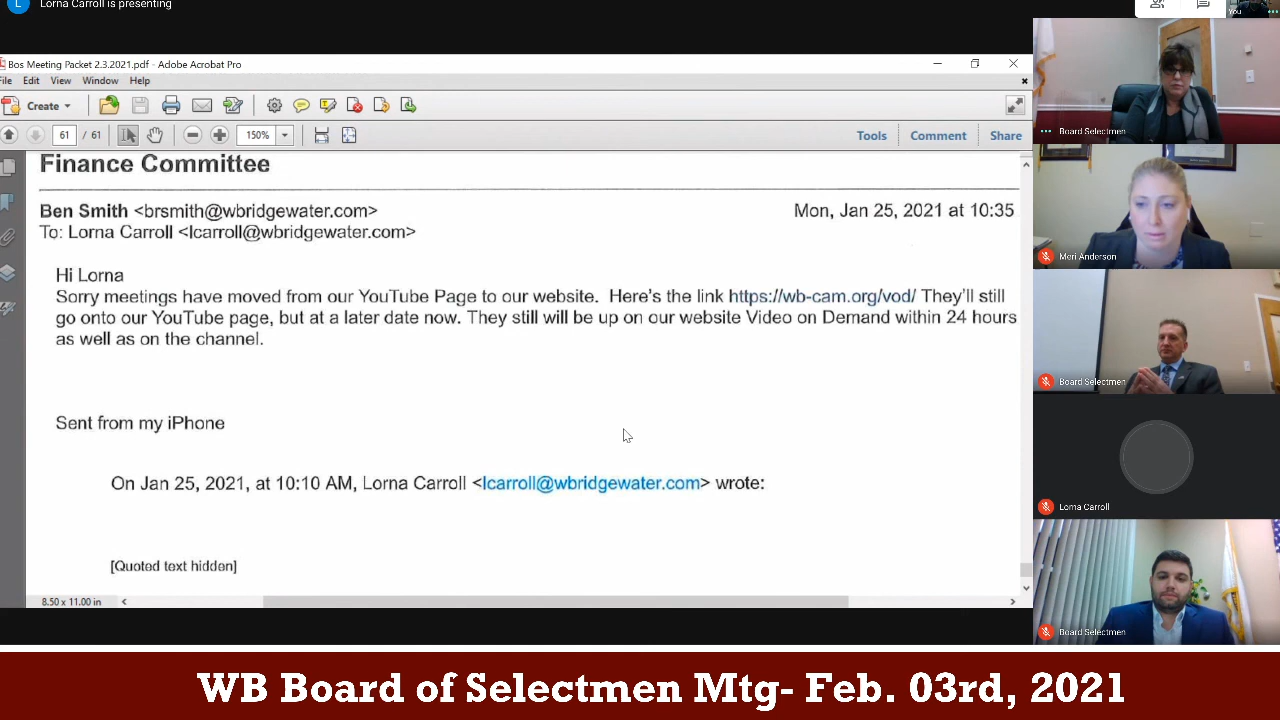 L Lorna Carroll is presenting
You
Bos Meeting Packet 2.3.2021.pdf - Adobe Acrobat Pro
File Edit View Window Help
Create
61 / 61 150% Tools Comment Share
Finance Committee
Ben Smith <brsmith@wbridgewater.com> Mon, Jan 25, 2021 at 10:35
To: Lorna Carroll <lcarroll@wbridgewater.com>
Hi Lorna
Sorry meetings have moved from our YouTube Page to our website. Here's the link https://wb-cam.org/vod/ They'll still
go onto our YouTube page, but at a later date now. They still will be up on our website Video on Demand within 24 hours
as well as on the channel.
Sent from my iPhone
On Jan 25, 2021, at 10:10 AM, Lorna Carroll <lcarroll@wbridgewater.com> wrote:
[Quoted text hidden]
8.50 x 11.00 in
Board Selectmen
Meri Anderson
Board Selectmen
Lorna Carroll
Board Selectmen
WB Board of Selectmen Mtg- Feb. 03rd, 2021